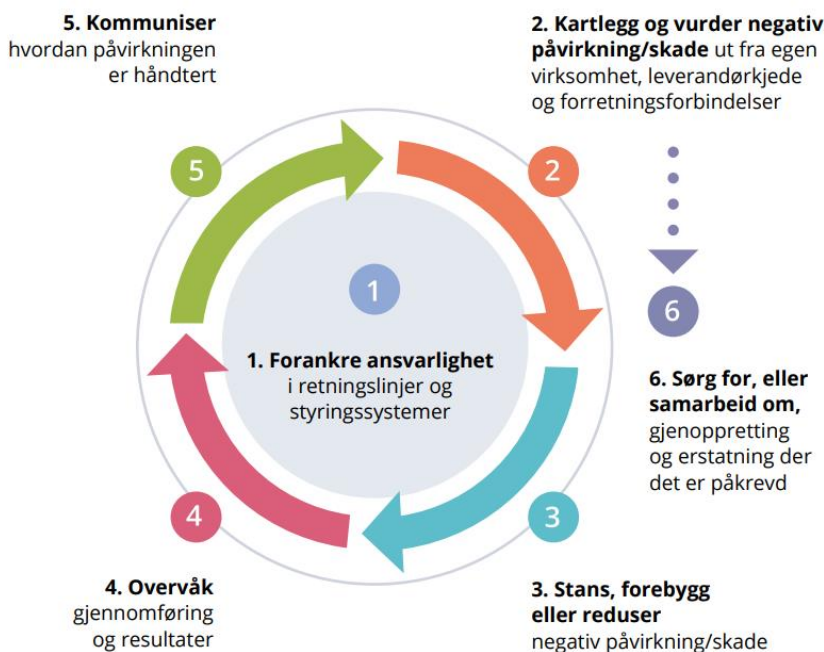 5. Kommuniser
hvordan påvirkningen
er håndtert
2. Kartlegg og vurder negativ
påvirkning/skade ut fra egen
virksomhet, leverandørkjede
og forretningsforbindelser
5
2
1
6
1. Forankre ansvarlighet
i retningslinjer og
styringssystemer
6. Sørg for, eller
samarbeid om,
gjenoppretting
og erstatning der
det er påkrevd
4
3
4. Overvåk
gjennomføring
og resultater
3. Stans, forebygg
eller reduser
negativ påvirkning/skade